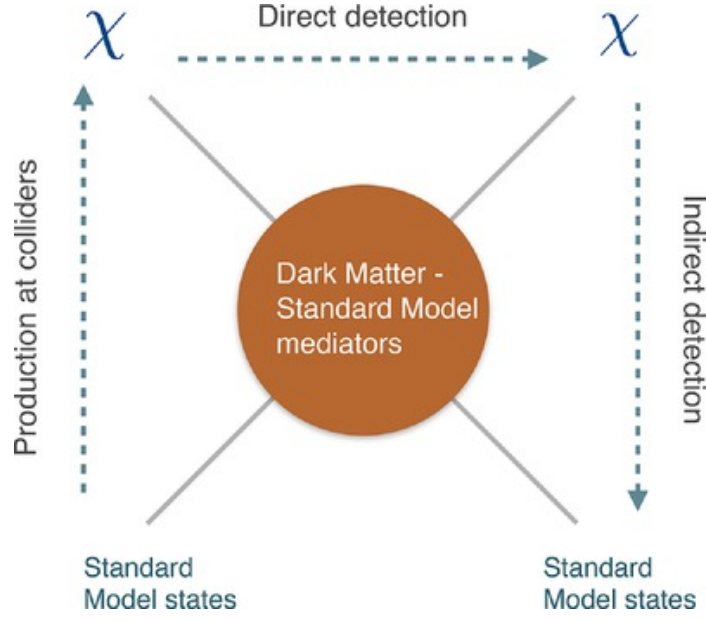 Direct detection
χ
χ
Production at colliders
Dark Matter -
Standard Model
mediators
Indirect detection
Standard
Model states
Standard
Model states